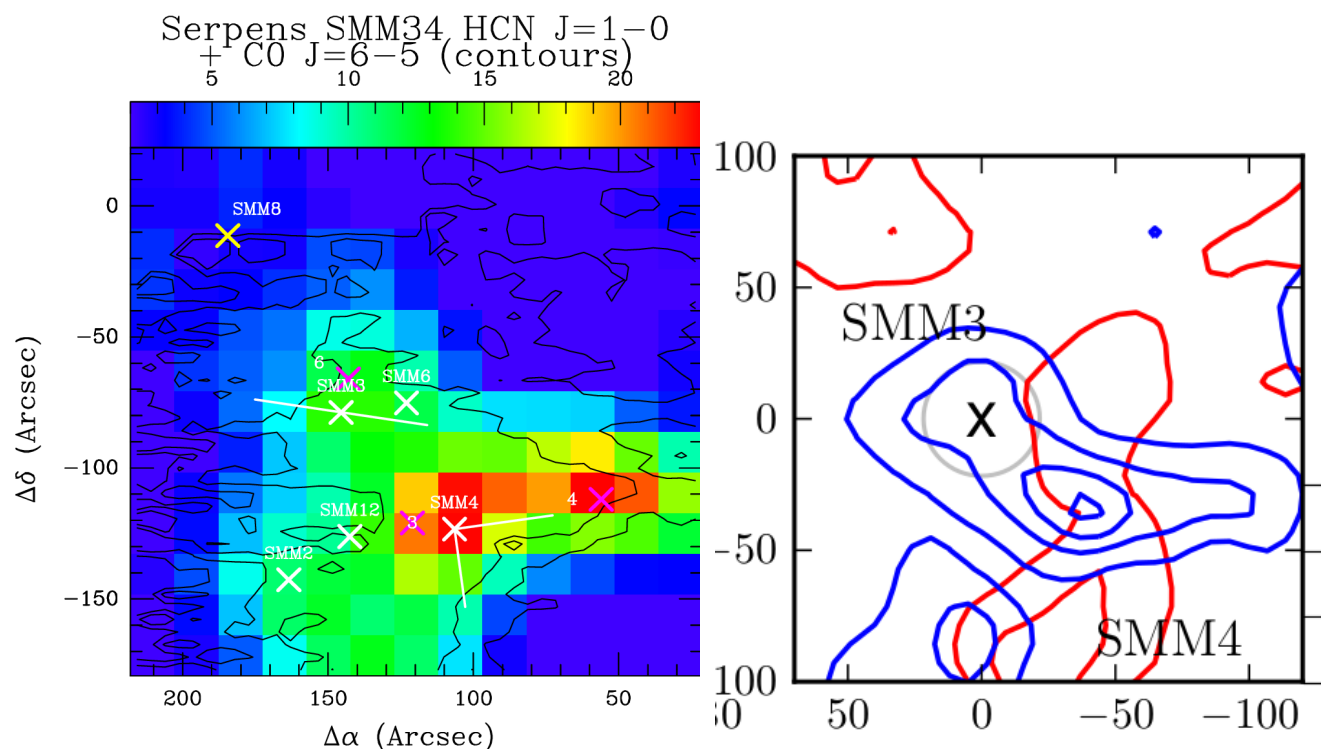 Serpens SMM34 HCN J=1-0
+ CO J=6-5 (contours)
5 10 15 20
0
-50
-100
-150
200 150 100 50
Δδ (Arcsec)
Δα (Arcsec)
SMM8
6
SMM3
SMM6
SMM12
3
SMM4
4
SMM2
100
50
0
-50
100
30 50 0 -50 -100
SMM3
X
SMM4